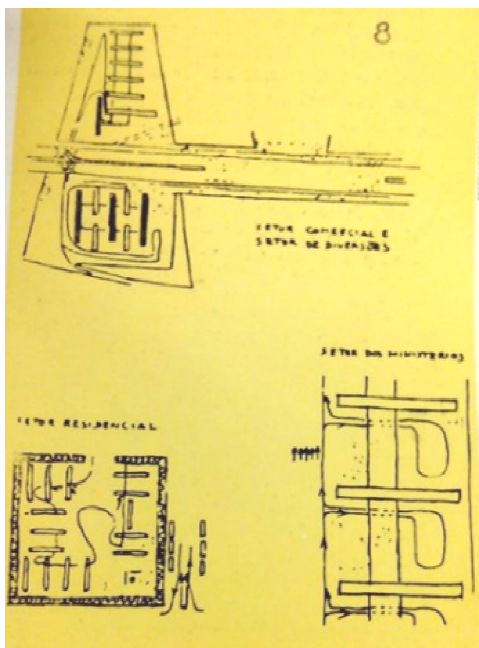 8
SETOR COMERCIAL E
SETOR DE DIVERSÕES
SETOR DOS MINISTÉRIOS
SETOR RESIDENCIAL